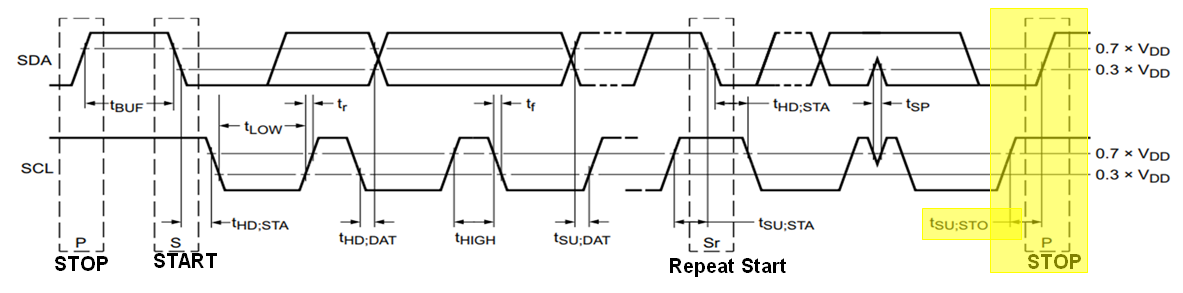 SDA
0.7 × VDD
0.3 × VDD
tBUF
tr
tf
tHD;STA
tSP
tLOW
SCL
0.7 × VDD
0.3 × VDD
tHD;STA
tHD;DAT
tHIGH
tSU;DAT
tSU;STA
tSU;STO
P
S
Sr
P
STOP
START
Repeat Start
STOP